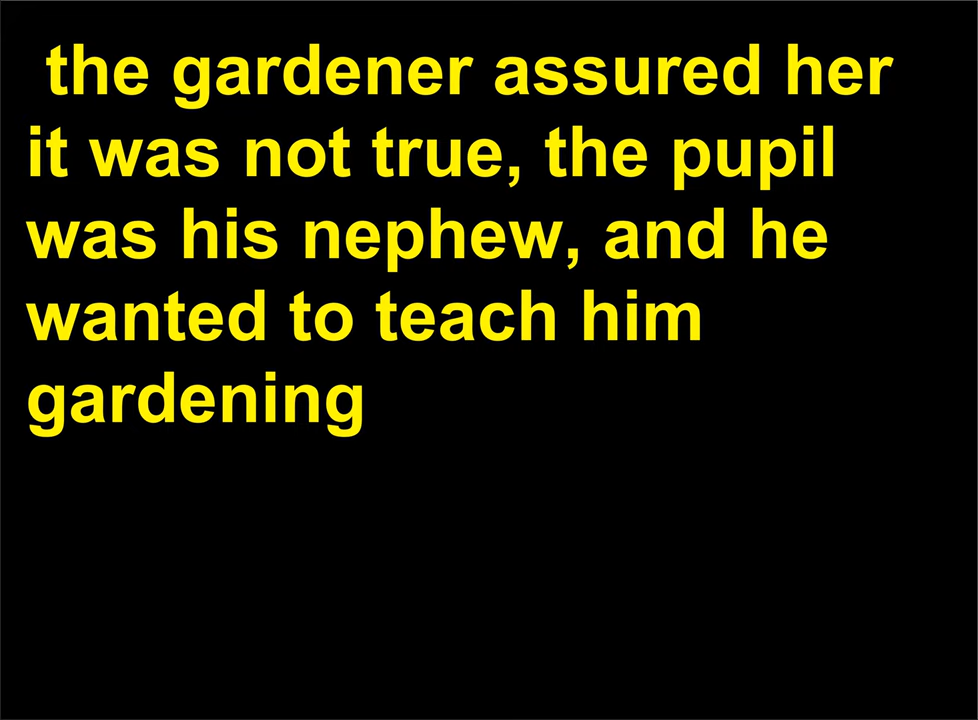 the gardener assured her
it was not true, the pupil
was his nephew, and he
wanted to teach him
gardening